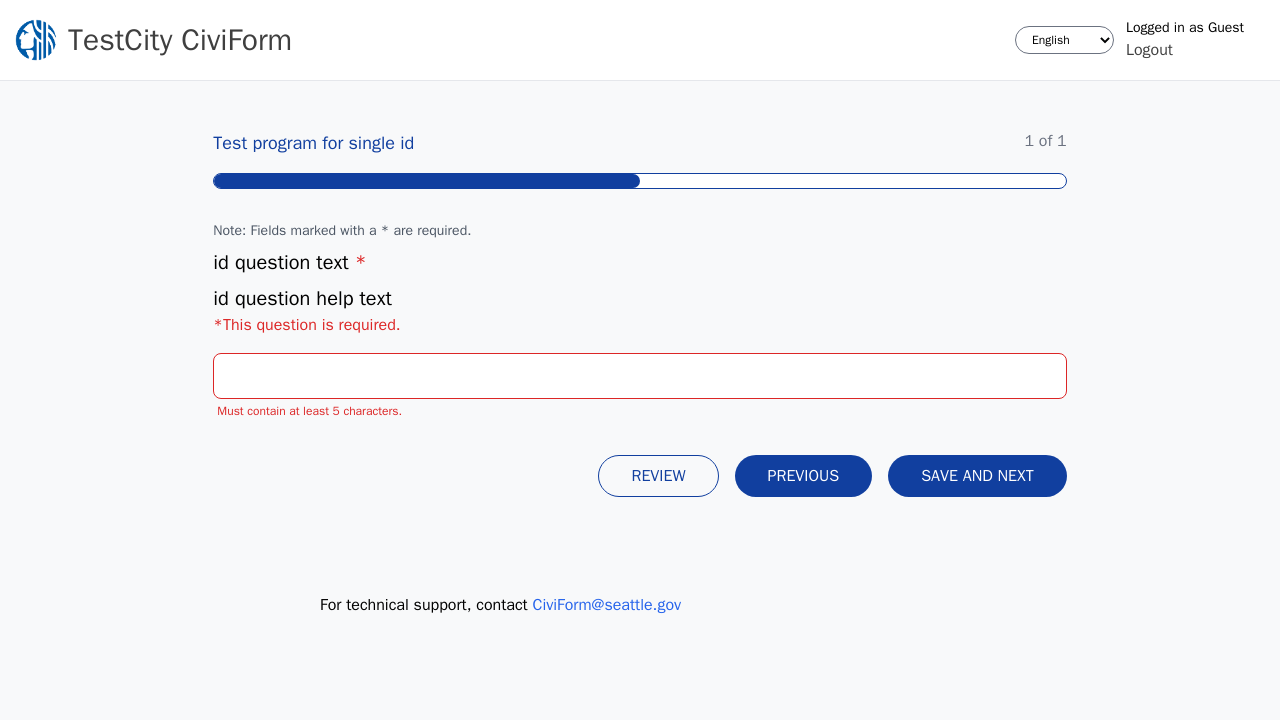 TestCity CiviForm
English
Logged in as Guest
Logout
Test program for single id
1 of 1
Note: Fields marked with a * are required.
id question text *
id question help text
*This question is required.
Must contain at least 5 characters.
REVIEW
PREVIOUS
SAVE AND NEXT
For technical support, contact CiviForm@seattle.gov